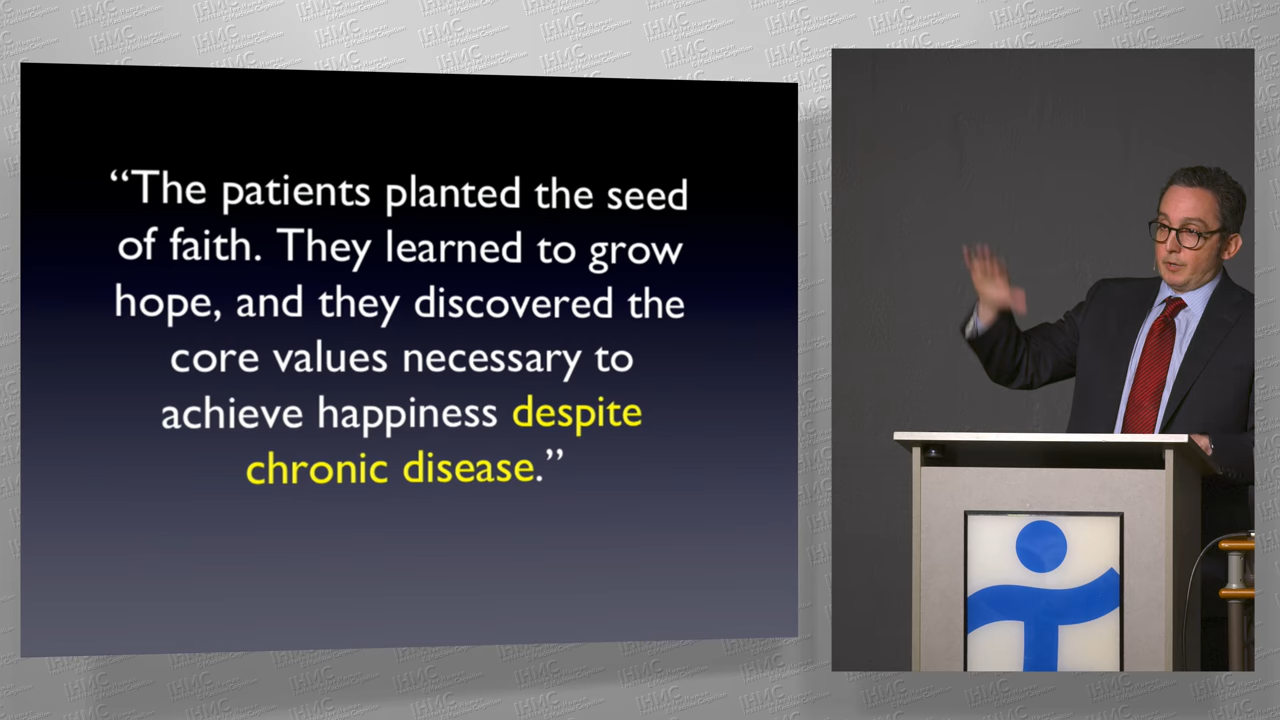 “The patients planted the seed
of faith. They learned to grow
hope, and they discovered the
core values necessary to
achieve happiness despite
chronic disease.”
IHMC